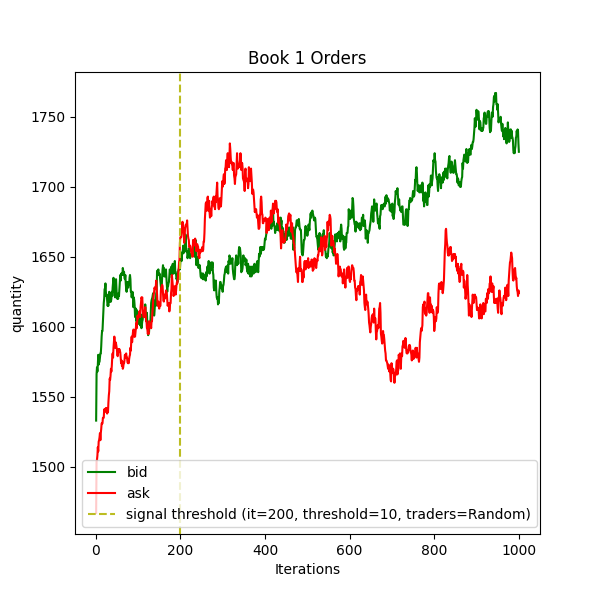 Book 1 Orders
quantity
1750
1700
1650
1600
1550
1500
bid
ask
signal threshold (it=200, threshold=10, traders=Random)
0 200 400 600 800 1000
Iterations